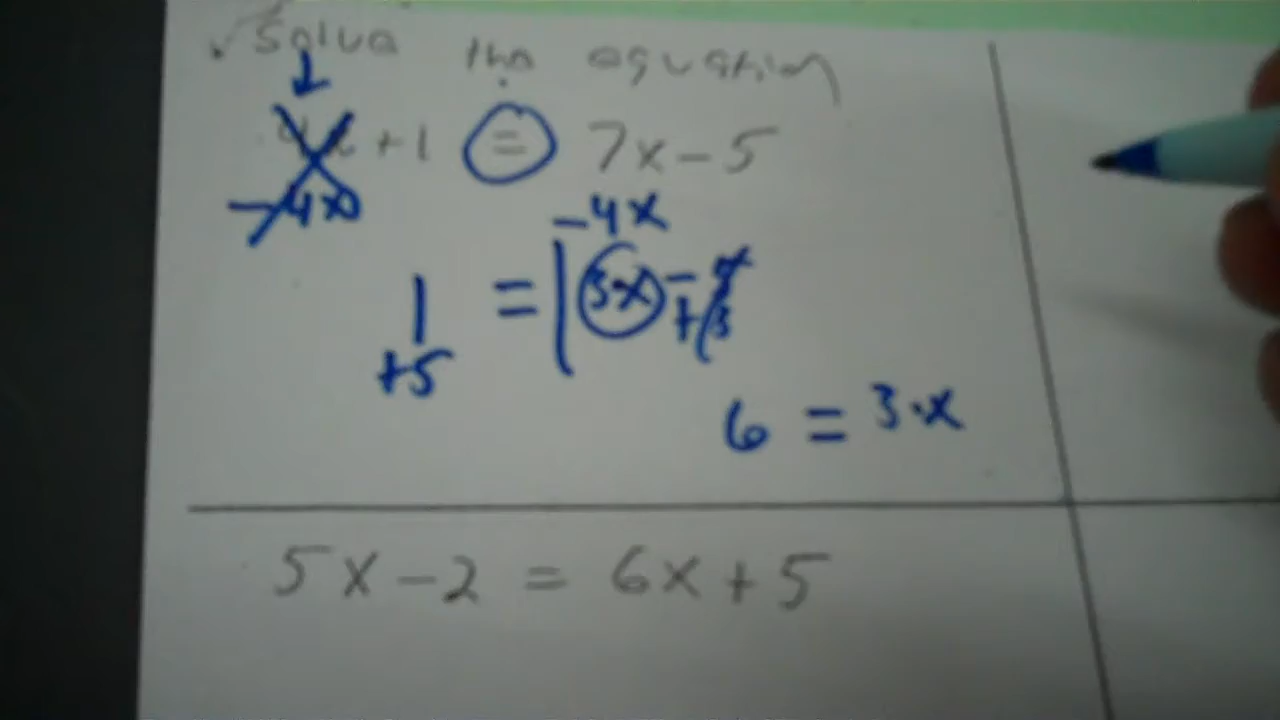 Solve the equation
4x + 1 = 7x - 5
-4x -4x
1 = 3x - 5
+5 +5
6 = 3·x
5x - 2 = 6x + 5